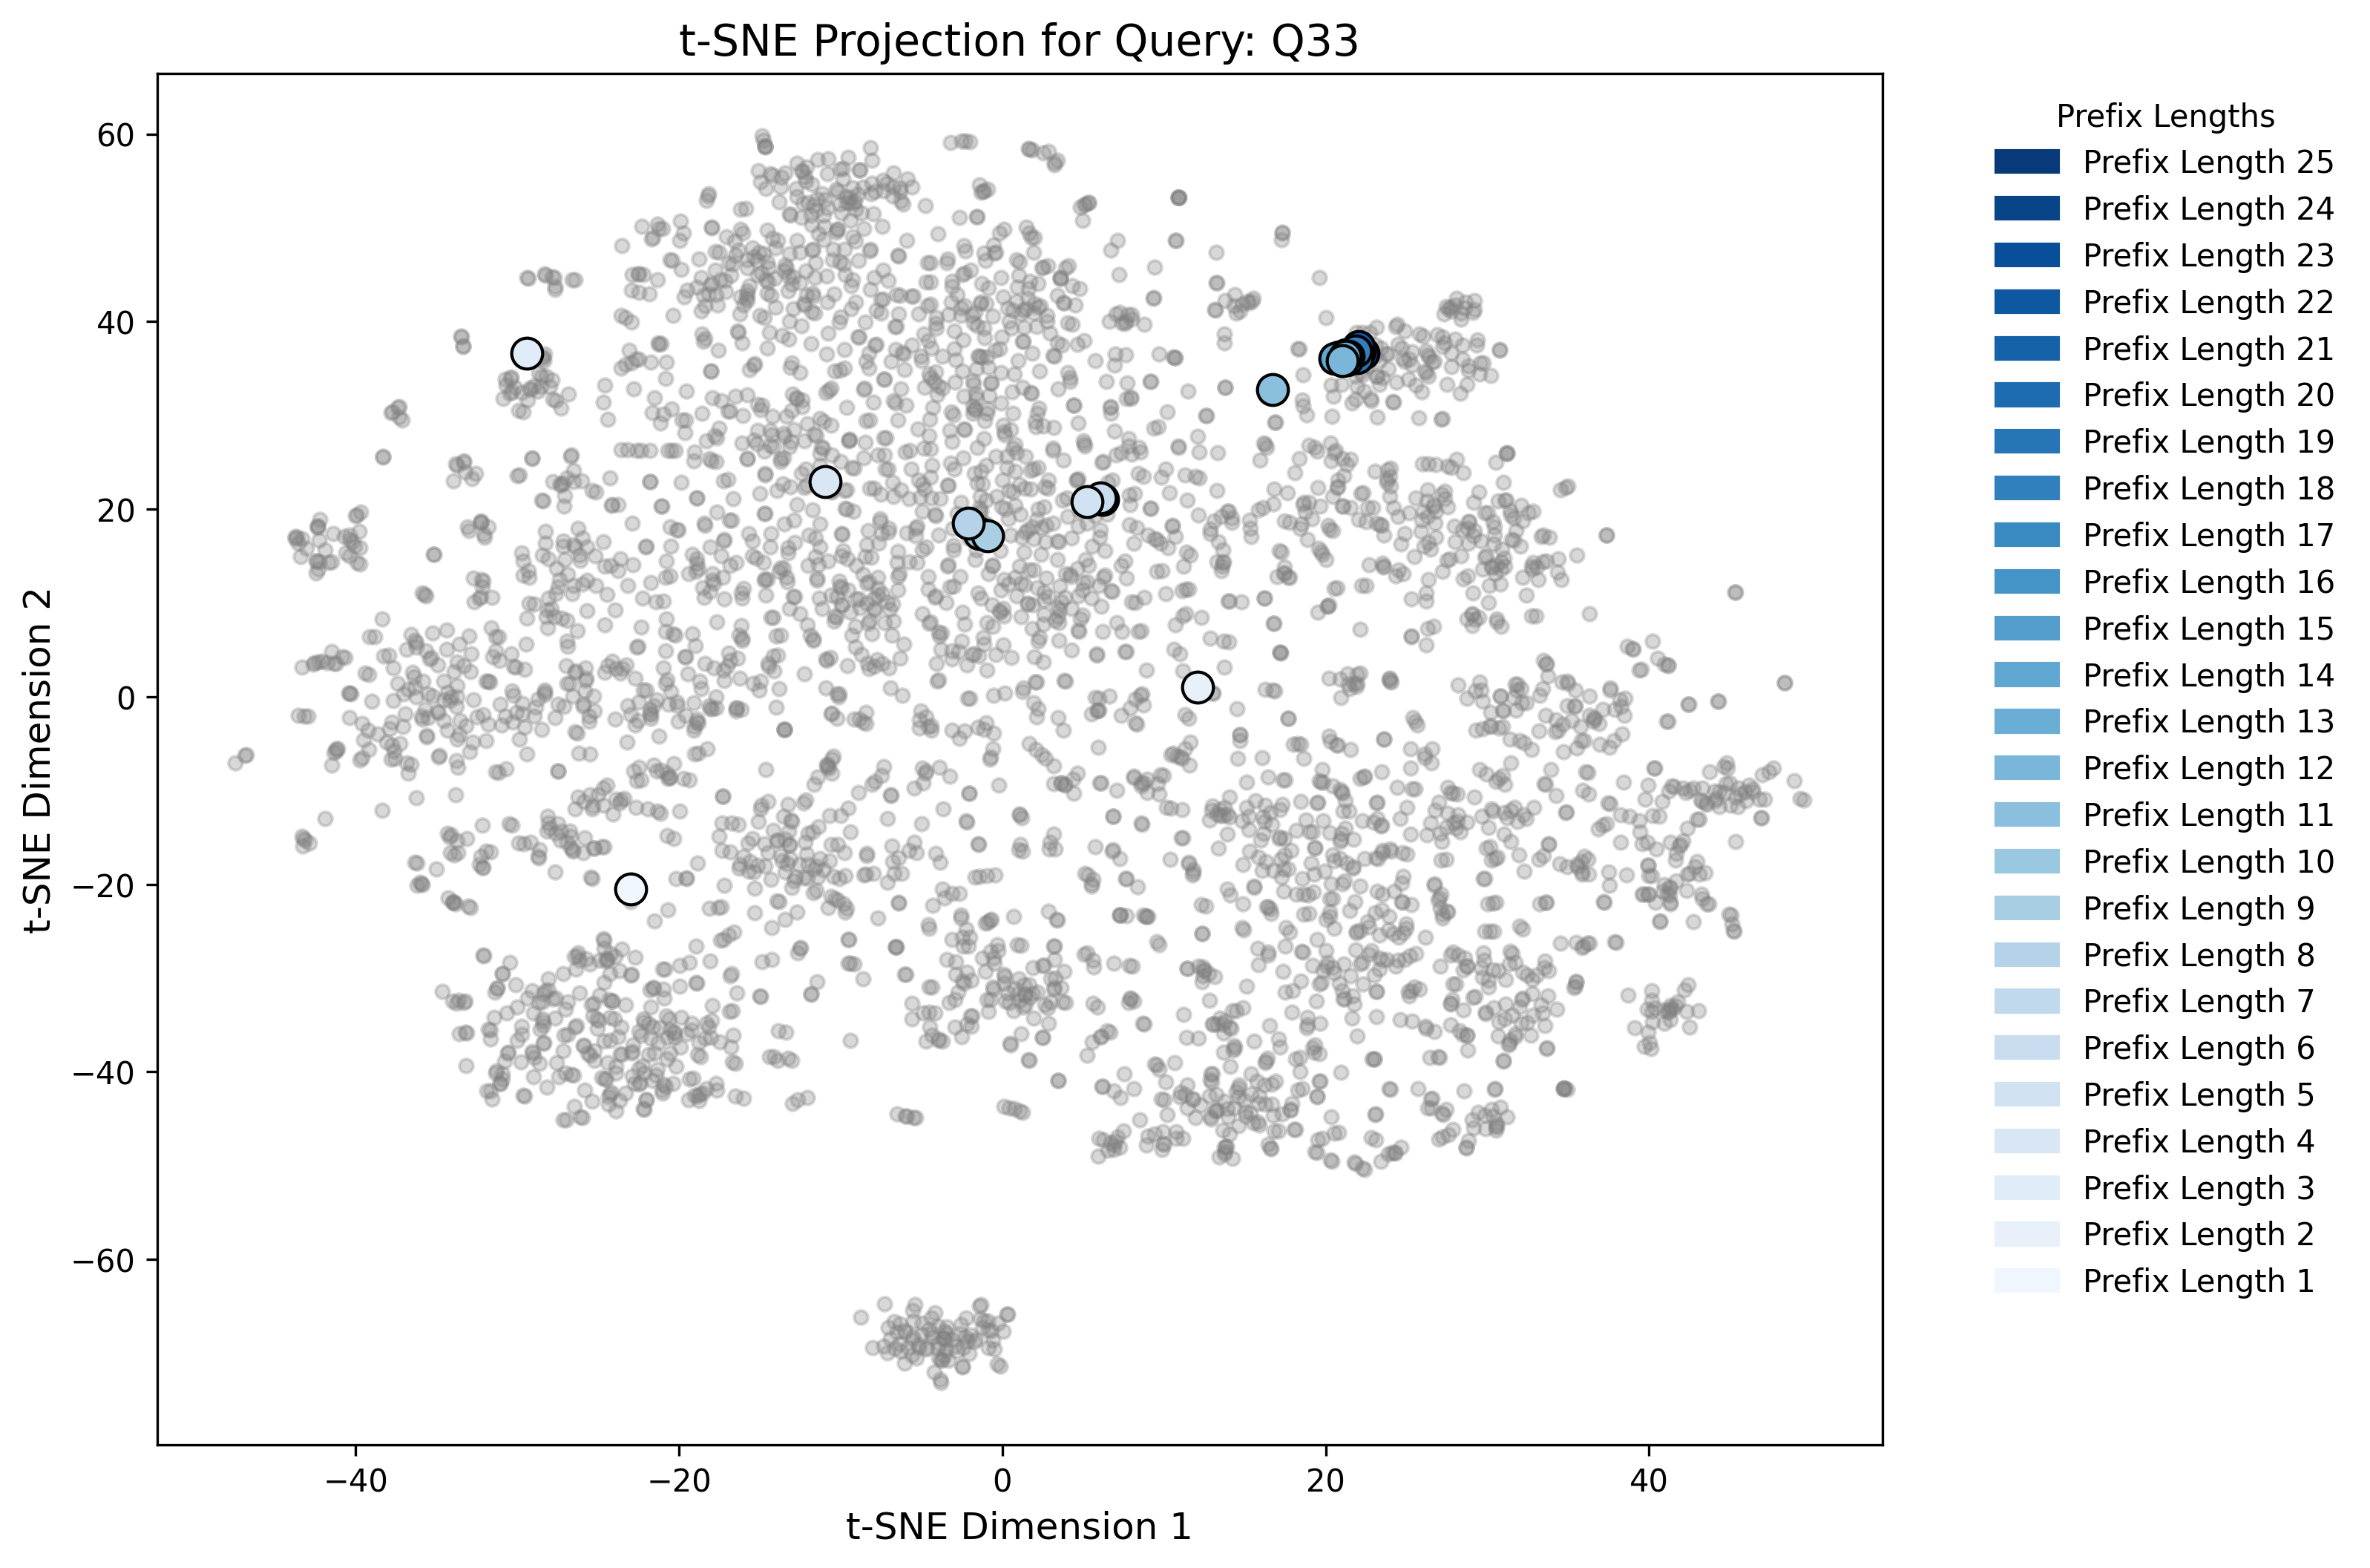 t-SNE Projection for Query: Q33
60
40
20
0
−20
−40
−60
t-SNE Dimension 2
−40
−20
0
20
40
t-SNE Dimension 1
Prefix Lengths
Prefix Length 25
Prefix Length 24
Prefix Length 23
Prefix Length 22
Prefix Length 21
Prefix Length 20
Prefix Length 19
Prefix Length 18
Prefix Length 17
Prefix Length 16
Prefix Length 15
Prefix Length 14
Prefix Length 13
Prefix Length 12
Prefix Length 11
Prefix Length 10
Prefix Length 9
Prefix Length 8
Prefix Length 7
Prefix Length 6
Prefix Length 5
Prefix Length 4
Prefix Length 3
Prefix Length 2
Prefix Length 1